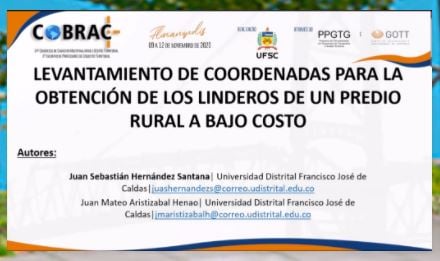 COBRAC
Florianópolis
09 A 12 DE NOVEMBRO DE 2021
UFSC
PPGTG
GOTT
LEVANTAMIENTO DE COORDENADAS PARA LA
OBTENCIÓN DE LOS LINDEROS DE UN PREDIO
RURAL A BAJO COSTO
Autores:
Juan Sebastián Hernández Santana| Universidad Distrital Francisco José de
Caldas|juashernandezs@correo.udistrital.edu.co
Juan Mateo Aristizabal Henao| Universidad Distrital Francisco José de
Caldas|jmaristizabalh@correo.udistrital.edu.co